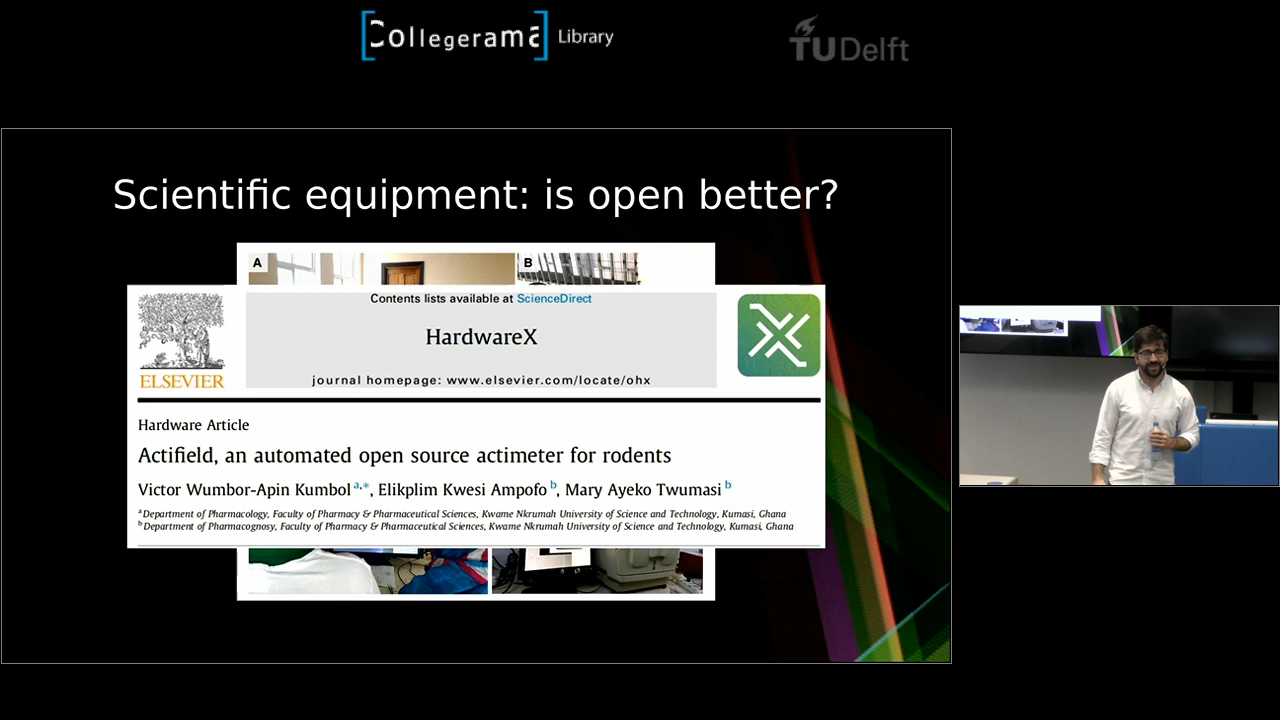 Collegerama Library
TU Delft
Scientific equipment: is open better?
A
B
Contents lists available at ScienceDirect
HardwareX
journal homepage: www.elsevier.com/locate/ohx
ELSEVIER
Hardware Article
Actifield, an automated open source actimeter for rodents
Victor Wumbor-Apin Kumbol a,*, Elikplim Kwesi Ampofo b, Mary Ayeko Twumasi b
a Department of Pharmacology, Faculty of Pharmacy & Pharmaceutical Sciences, Kwame Nkrumah University of Science and Technology, Kumasi, Ghana
b Department of Pharmacognosy, Faculty of Pharmacy & Pharmaceutical Sciences, Kwame Nkrumah University of Science and Technology, Kumasi, Ghana